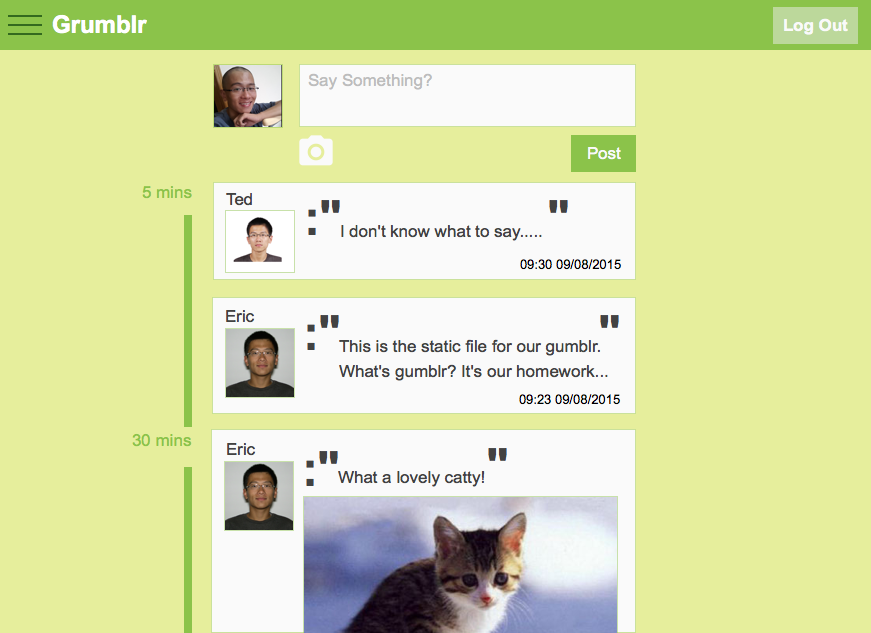 Grumblr
Log Out
Say Something?
Post
5 mins
Ted
: "
"
I don't know what to say.....
09:30 09/08/2015
Eric
: "
"
This is the static file for our gumblr.
What's gumblr? It's our homework...
09:23 09/08/2015
30 mins
Eric
: "
"
What a lovely catty!